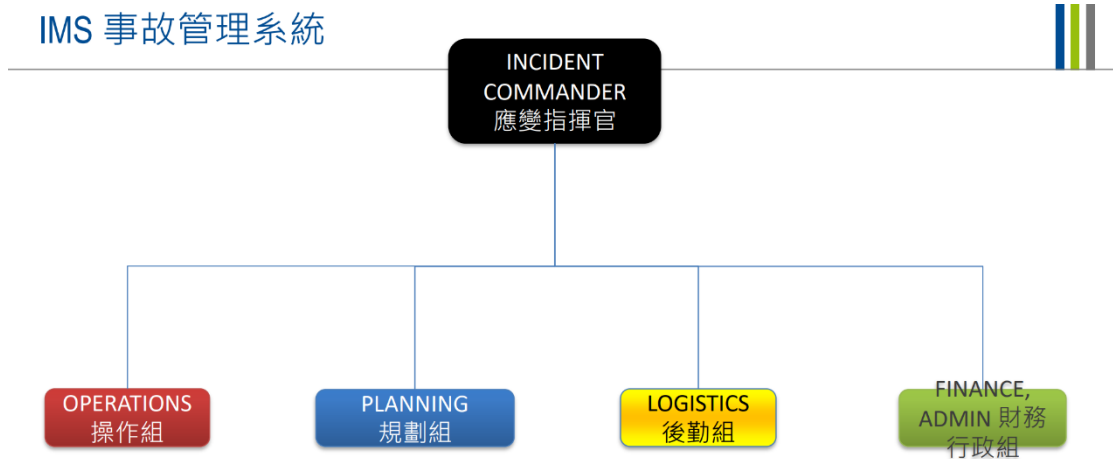 IMS 事故管理系統
INCIDENT
COMMANDER
應變指揮官
OPERATIONS
操作組
PLANNING
規劃組
LOGISTICS
後勤組
FINANCE,
ADMIN 財務
行政組